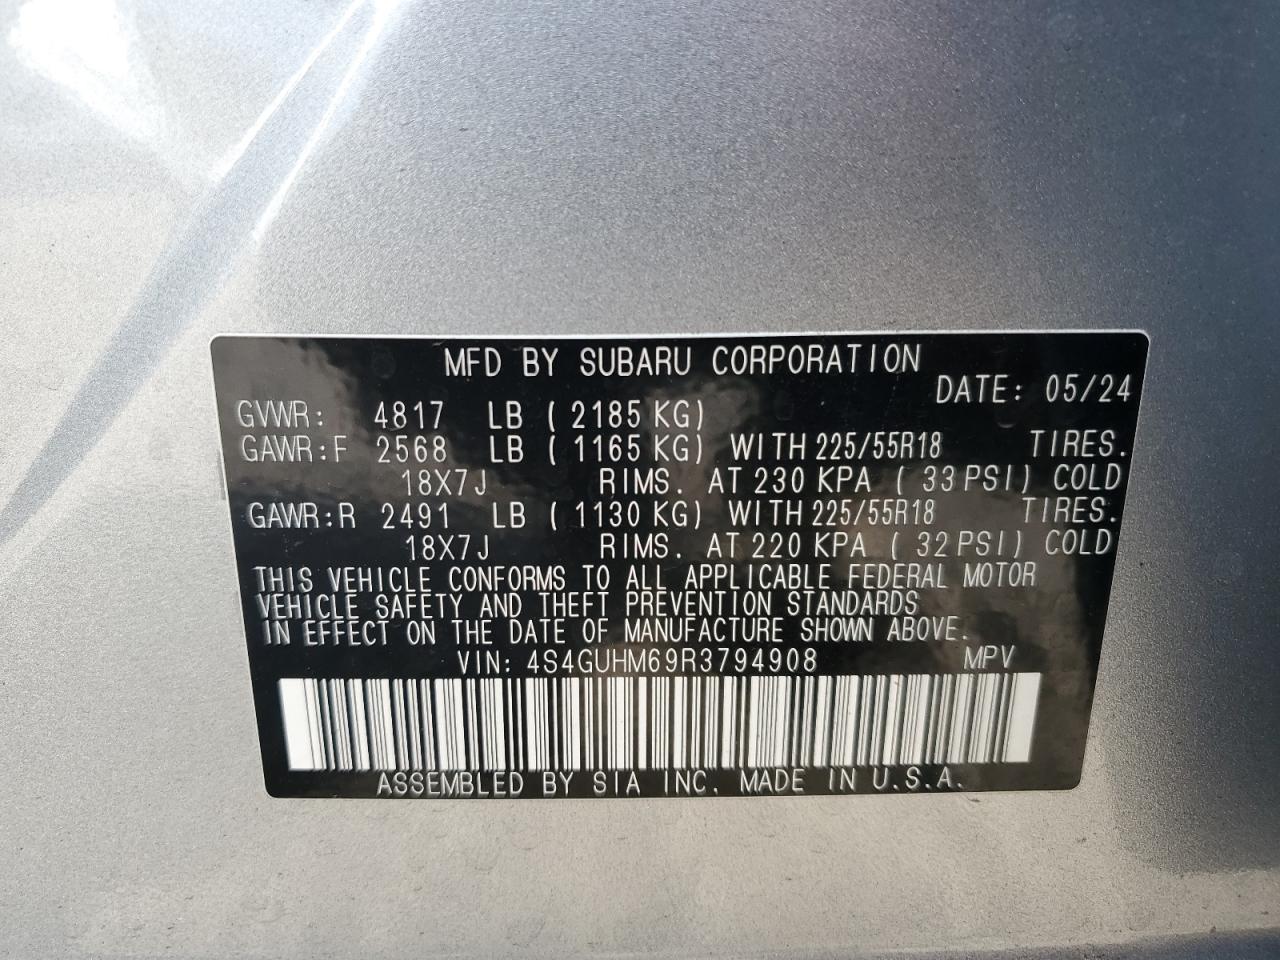 MFD BY SUBARU CORPORATION
DATE: 05/24
GVWR: 4817 LB ( 2185 KG)
GAWR:F 2568 LB ( 1165 KG) WITH 225/55R18 TIRES.
18X7J RIMS. AT 230 KPA ( 33 PSI) COLD
GAWR:R 2491 LB ( 1130 KG) WITH 225/55R18 TIRES.
18X7J RIMS. AT 220 KPA ( 32 PSI) COLD
THIS VEHICLE CONFORMS TO ALL APPLICABLE FEDERAL MOTOR
VEHICLE SAFETY AND THEFT PREVENTION STANDARDS
IN EFFECT ON THE DATE OF MANUFACTURE SHOWN ABOVE.
VIN: 4S4GUHM69R3794908 MPV
ASSEMBLED BY SIA INC. MADE IN U.S.A.